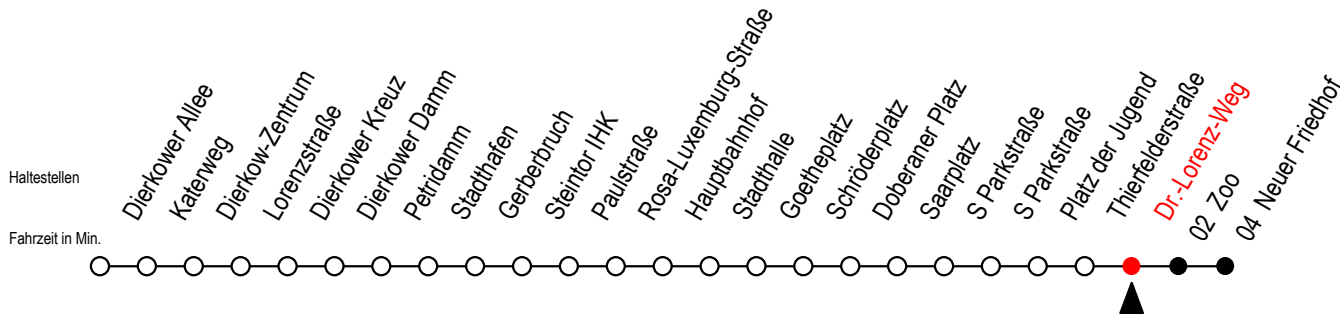 Haltestellen
Fahrzeit in Min.
Dierkower Allee
Katerweg
Dierkow-Zentrum
Lorenzstraße
Dierkower Kreuz
Dierkower Damm
Petridamm
Stadthafen
Gerberbruch
Steintor IHK
Paulstraße
Rosa-Luxemburg-Straße
Hauptbahnhof
Stadthalle
Goetheplatz
Schröderplatz
Doberaner Platz
Saarplatz
S Parkstraße
S Parkstraße
Platz der Jugend
Thierfelderstraße
Dr.-Lorenz-Weg
02 Zoo
04 Neuer Friedhof